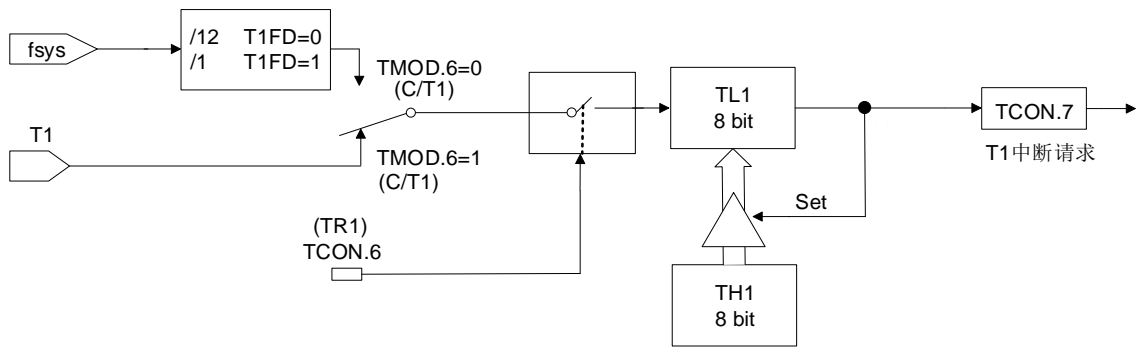 fsys
/12 T1FD=0
/1 T1FD=1
TMOD.6=0
(C/T1)
T1
TMOD.6=1
(C/T1)
(TR1)
TCON.6
TL1
8 bit
TCON.7
T1中断请求
Set
TH1
8 bit